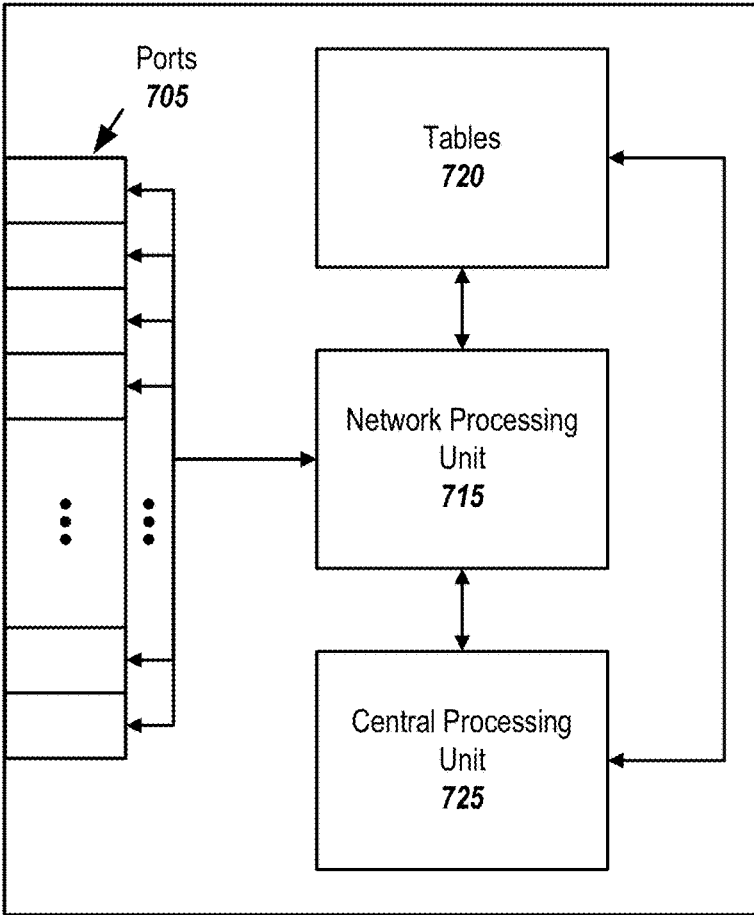 Ports
705
Tables
720
Network Processing
Unit
715
Central Processing
Unit
725